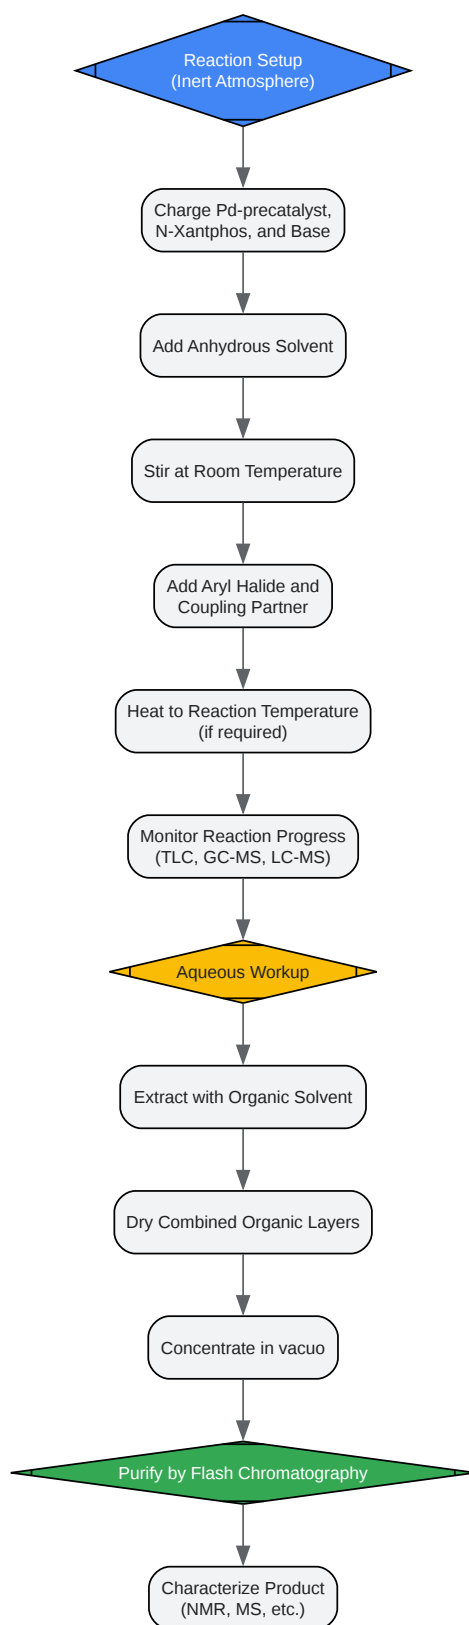 Reaction Setup
(Inert Atmosphere)
Charge Pd-precatalyst,
N-Xantphos, and Base
Add Anhydrous Solvent
Stir at Room Temperature
Add Aryl Halide and
Coupling Partner
Heat to Reaction Temperature
(if required)
Monitor Reaction Progress
(TLC, GC-MS, LC-MS)
Aqueous Workup
Extract with Organic Solvent
Dry Combined Organic Layers
Concentrate in vacuo
Purify by Flash Chromatography
Characterize Product
(NMR, MS, etc.)